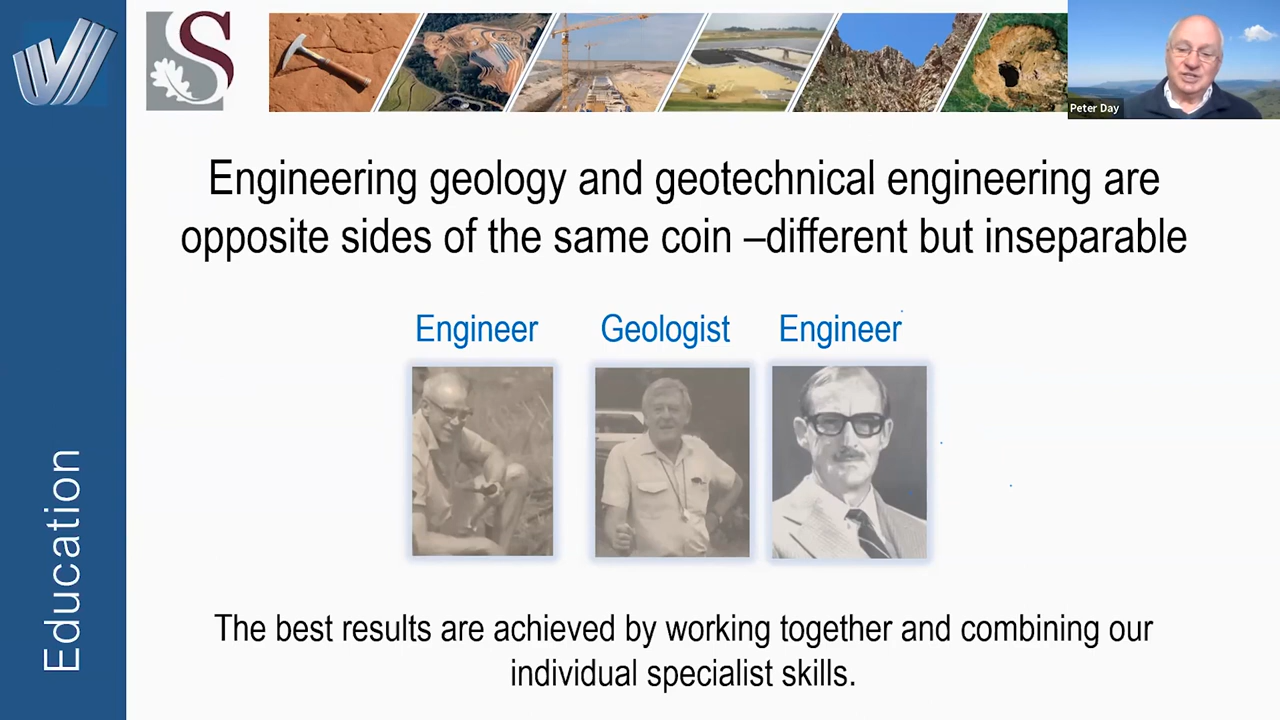 S
Peter Day
Engineering geology and geotechnical engineering are
opposite sides of the same coin –different but inseparable
Engineer Geologist Engineer
The best results are achieved by working together and combining our
individual specialist skills.
Education